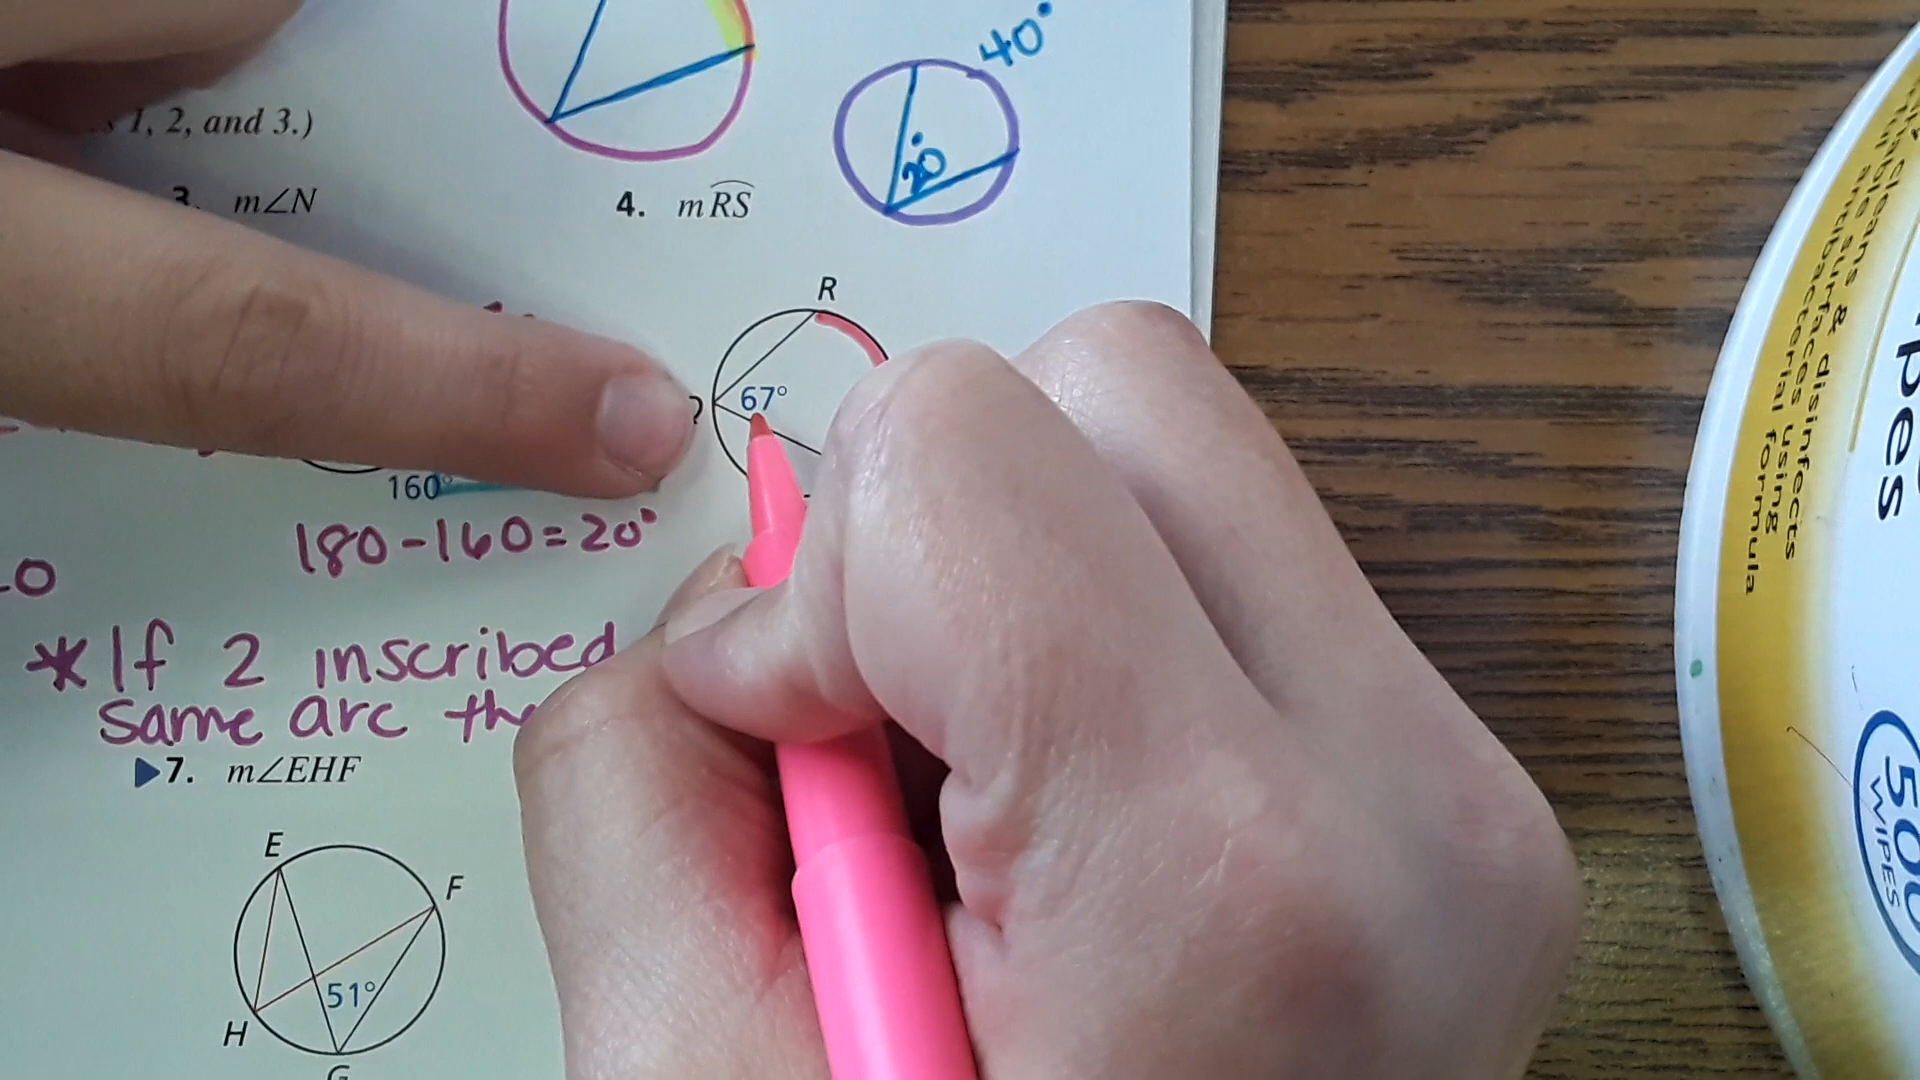 40°
1, 2, and 3.)
20°
3. m∠N
4. mRS
R
67°
160°
180-160=20°
*If 2 inscribed
same arc
7. m∠EHF
E
F
51°
H
G
cleans & disinfects
surfaces using
antibacterial formula
pes
500
WIPES